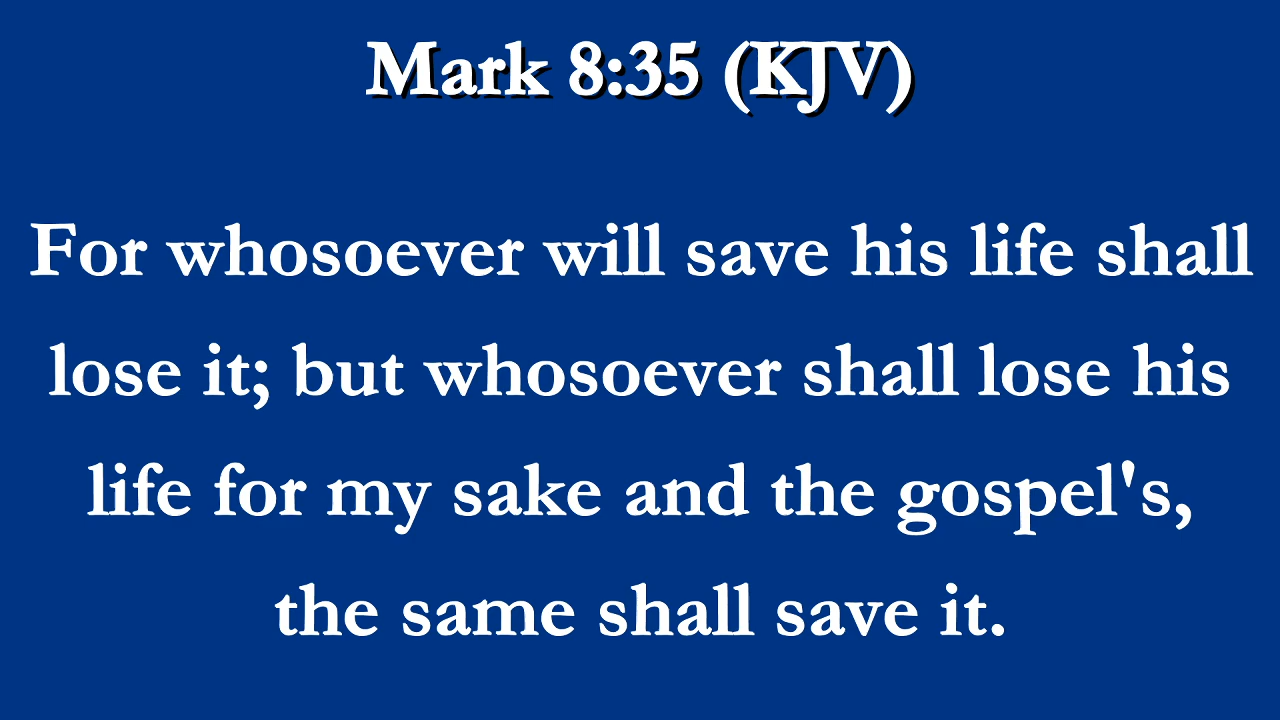 Mark 8:35 (KJV)
For whosoever will save his life shall
lose it; but whosoever shall lose his
life for my sake and the gospel's,
the same shall save it.